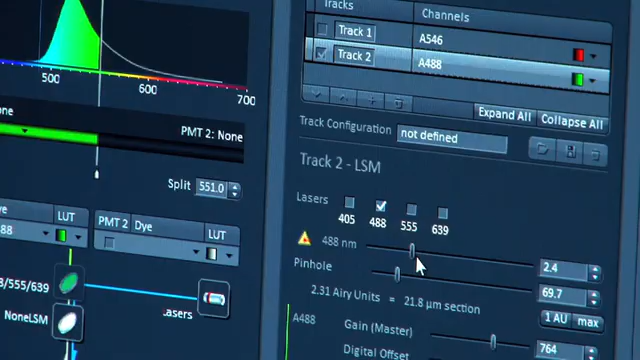 Tracks
Channels
Track 1
A546
Track 2
A488
Expand All
Collapse All
Track Configuration
not defined
500
600
700
PMT 2: None
Split
551.0
LUT
PMT 2
Dye
LUT
88
3/555/639
NoneLSM
Lasers
Track 2 - LSM
Lasers
405
488
555
639
488 nm
2.4
Pinhole
69.7
2.31 Airy Units = 21.8 µm section
1 AU
max
A488
Gain (Master)
764
Digital Offset